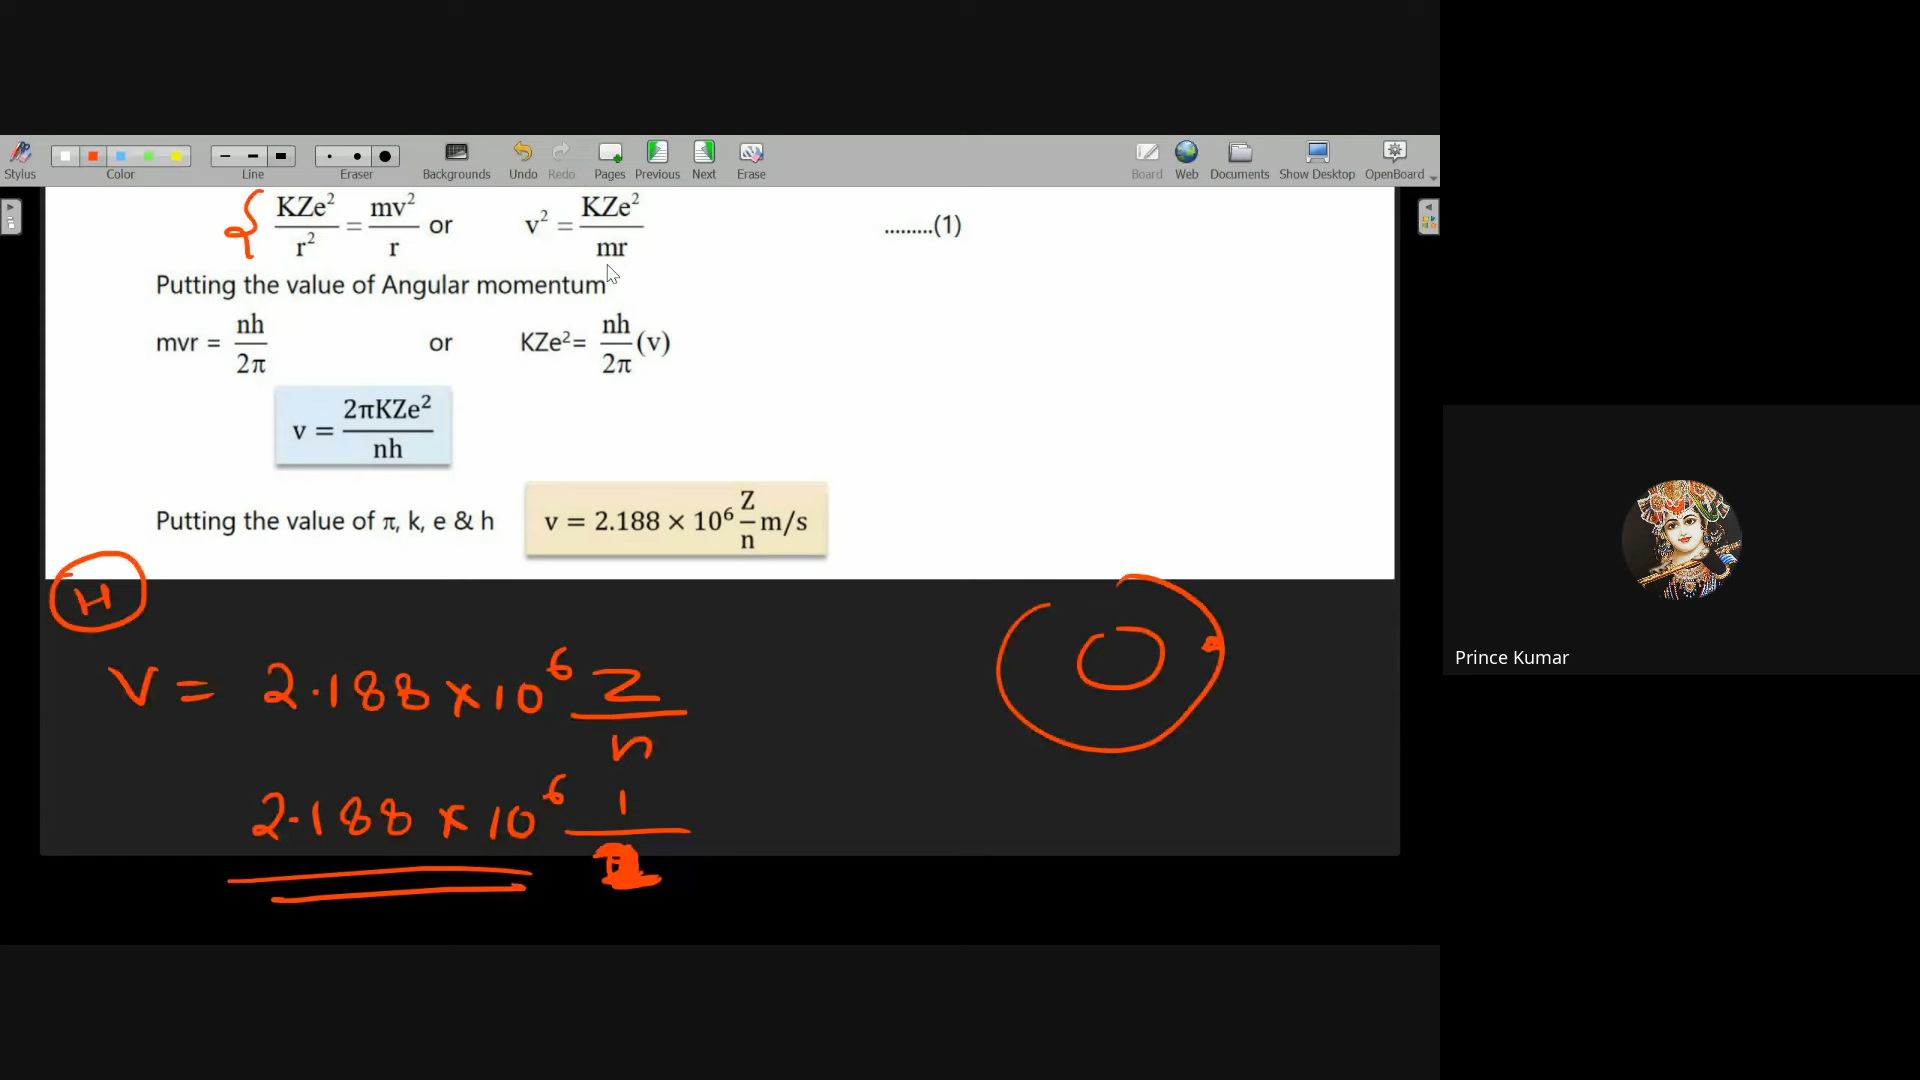 Stylus Color Line Eraser Backgrounds Undo Redo Pages Previous Next Erase Board Web Documents Show Desktop OpenBoard
KZe²/r² = mv²/r or v² = KZe²/mr .........(1)
Putting the value of Angular momentum
mvr = nh/2π or KZe²= nh/2π (v)
v = 2πKZe²/nh
Putting the value of π, k, e & h v = 2.188 × 10⁶ Z/n m/s
H
V = 2.188 × 10⁶ Z/n
2.188 × 10⁶ 1/
Prince Kumar